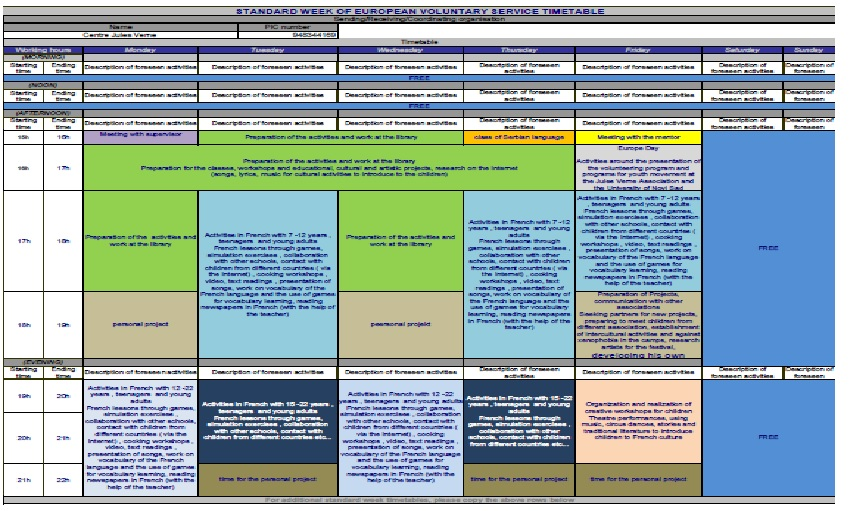 STANDARD WEEK OF EUROPEAN VOLUNTARY SERVICE TIMETABLE
Sending/Receiving/Coordinating organisation
Name PIC number
Centre Jules Verne
Timetable
Working hours Monday Tuesday Wednesday Thursday Friday Saturday Sunday
(MORNING)
Starting time Ending time Description of foreseen activities Description of foreseen activities Description of foreseen activities Description of foreseen activities Description of foreseen activities Description of foreseen activities Description of foreseen
FREE
(NOON)
Starting time Ending time Description of foreseen activities Description of foreseen activities Description of foreseen activities Description of foreseen activities Description of foreseen activities Description of foreseen activities Description of foreseen
FREE
(AFTERNOON)
Starting time Ending time Description of foreseen activities Description of foreseen activities Description of foreseen activities Description of foreseen activities Description of foreseen activities Description of foreseen activities Description of foreseen
15h 16h Meeting with supervisor Preparation of the activities and work at the library class of Serbian language Meeting with the mentor
16h 17h
Preparation of the activities and work at the library
Preparation for the classes, workshops and educational, cultural and artistic projects, research on the internet
(songs, lyrics, music for cultural activities to introduce to the children)
Europe Day
Activities around the presentation of
the volunteering program and
programs for youth movement at
the Jules Verne Association and
the University of Novi Sad
17h 18h
Preparation of the activities and
work at the library
Activities in French with 7 -12
years , teenagers and young adults
French lessons through games,
simulation exercises , collaboration
with other schools, contact with
children from different countries ( via
the internet) , cooking workshops ,
video, text readings , presentation of
songs, work on vocabulary of the
French language and the use of games
for vocabulary learning, reading
newspapers in French (with the help of
the teacher)
Preparation of the activities and
work at the library
Activities in French with 7 -12
years , teenagers and young
adults
French lessons through
games, simulation exercises ,
collaboration with other
schools, contact with children
from different countries ( via
the internet) , cooking
workshops , video, text
readings , presentation of
songs, work on vocabulary of
the French language and the
use of games for vocabulary
learning, reading newspapers
in French (with the help of the
teacher)
Activities in French with 7 -12 years
, teenagers and young adults
French lessons through games,
simulation exercises , collaboration
with other schools, contact with
children from different countries (
via the internet) , cooking
workshops , video, text readings
, presentation of songs, work on
vocabulary of the French language
and the use of games for
vocabulary learning, reading
newspapers in French (with the
help of the teacher)
FREE
18h 19h
personal project
personal projekt
Preparation of Projects,
communication with other
associations
Seeking partners for new projects,
preparing to meet children from
different association, establishment
of intercultural activities and against
xenophobia in the camps, research
artists for the festival,
developing his own
(EVENING)
Starting time Ending time Description of foreseen activities Description of foreseen activities Description of foreseen activities Description of foreseen activities Description of foreseen activities Description of foreseen activities Description of foreseen
19h 20h
20h 21h
Activities in French with 12 -22
years , teenagers and young
adults
French lessons through games,
simulation exercises ,
collaboration with other schools,
contact with children from
different countries ( via the
internet) , cooking workshops ,
video, text readings ,
presentation of songs, work on
vocabulary of the French
language and the use of games
for vocabulary learning, reading
newspapers in French (with the
help of the teacher)
Activities in French with 15 -22 years ,
teenagers and young adults
French lessons through games,
simulation exercises , collaboration
with other schools, contact with
children from different countries etc...
Activities in French with 12 -22
years , teenagers and young adults
French lessons through games,
simulation exercises , collaboration
with other schools, contact with
children from different countries (
via the internet) , cooking
workshops , video, text readings ,
presentation of songs, work on
vocabulary of the French language
and the use of games for
vocabulary learning, reading
newspapers in French (with the
help of the teacher)
Activities in French with 15 -22
years , teenagers and young
adults
French lessons through
games, simulation exercises ,
collaboration with other
schools, contact with children
from different countries etc...
Organization and realization of
creative workshops for children
Theatre performances, using
music, circus dances, stories and
traditional literature to introduce
children to French culture
FREE
21h 22h time for the personal project time for the personal project time for the personal project
For additional standard week timetables, please copy the above rows below